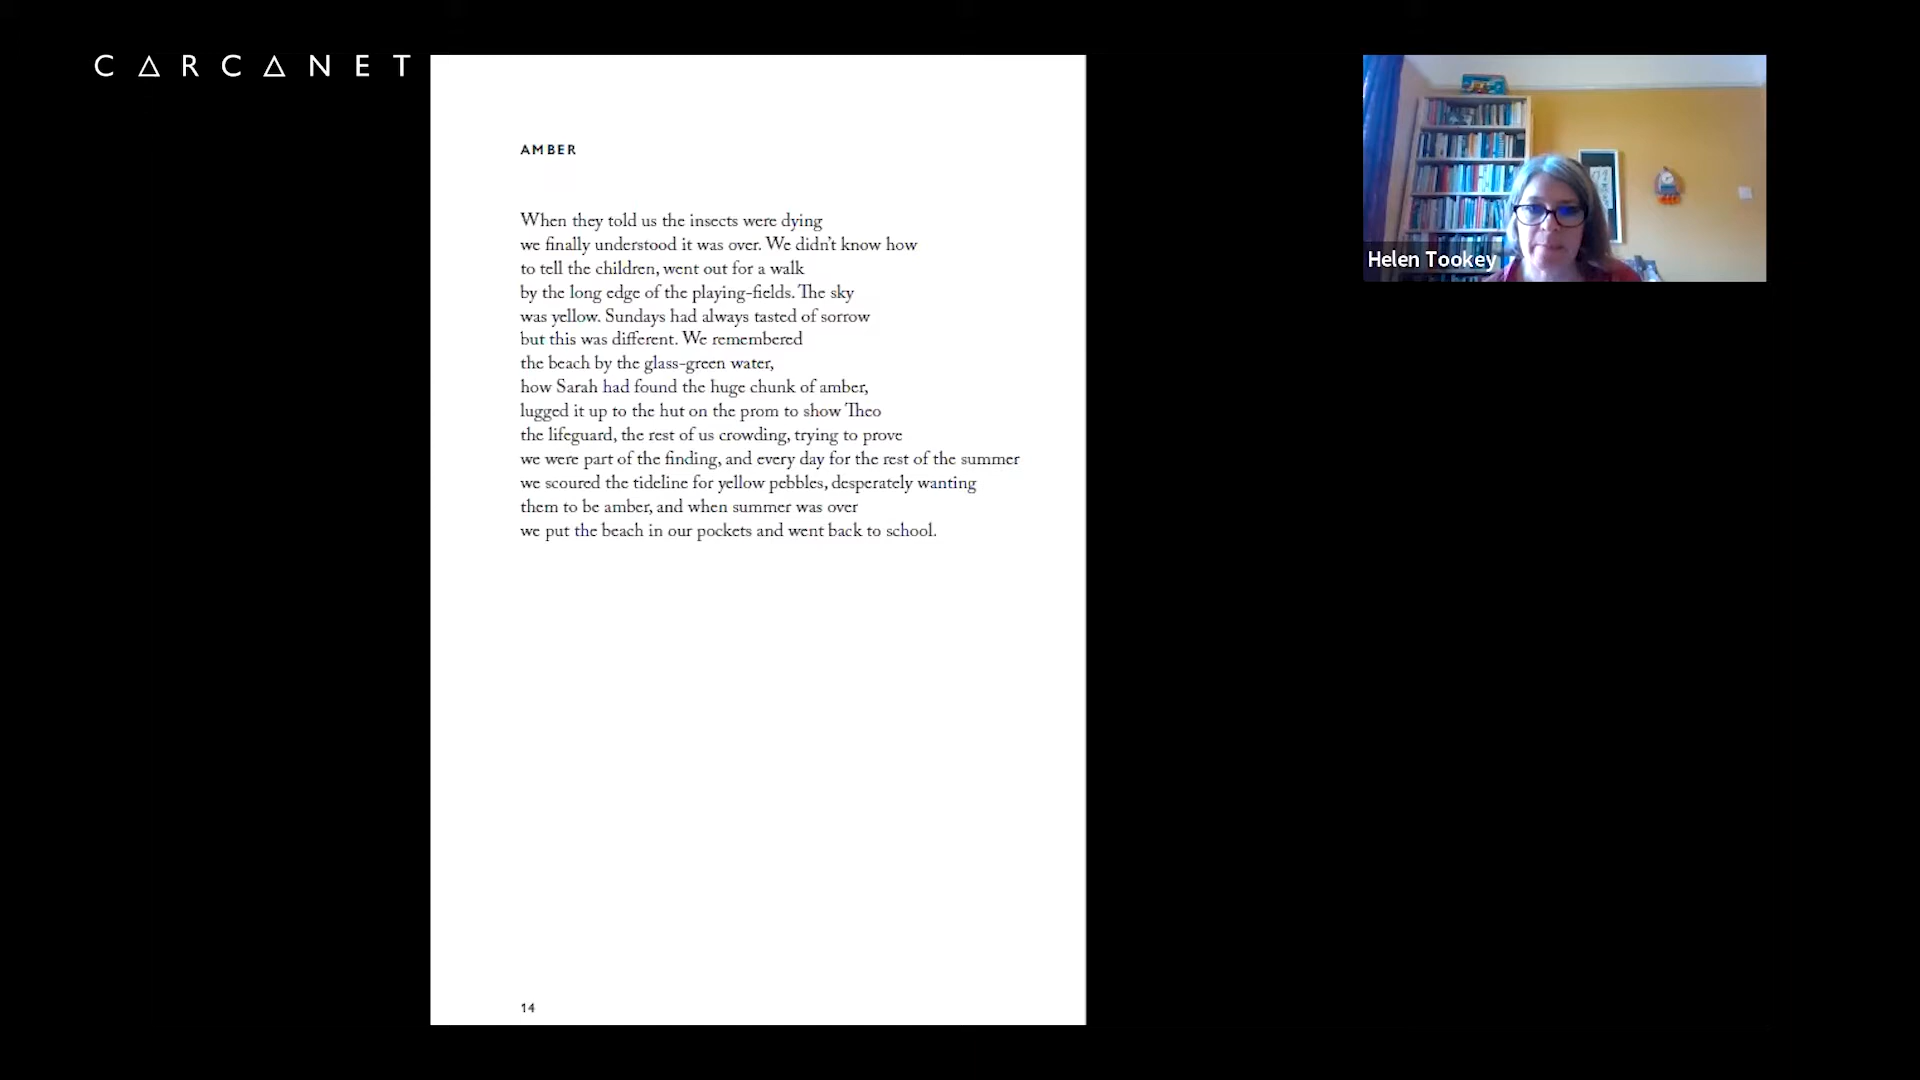 CARCANET
AMBER
When they told us the insects were dying
we finally understood it was over. We didn't know how
to tell the children, went out for a walk
by the long edge of the playing-fields. The sky
was yellow. Sundays had always tasted of sorrow
but this was different. We remembered
the beach by the glass-green water,
how Sarah had found the huge chunk of amber,
lugged it up to the hut on the prom to show Theo
the lifeguard, the rest of us crowding, trying to prove
we were part of the finding, and every day for the rest of the summer
we scoured the tideline for yellow pebbles, desperately wanting
them to be amber, and when summer was over
we put the beach in our pockets and went back to school.
14
Helen Tookey